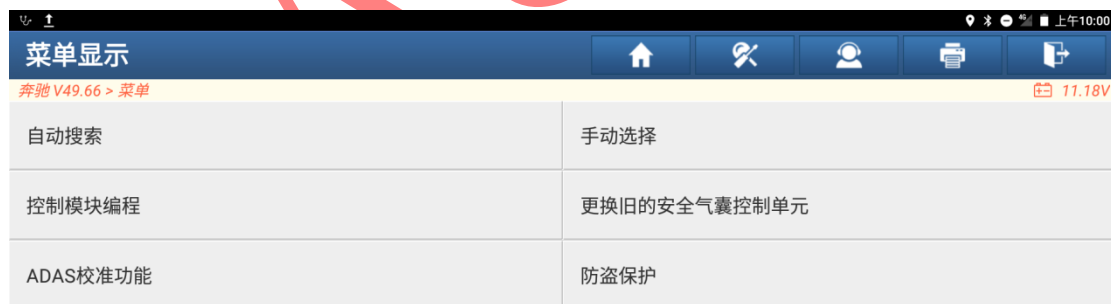 上午10:00
菜单显示
奔驰 V49.66 > 菜单
11.18V
自动搜索
手动选择
控制模块编程
更换旧的安全气囊控制单元
ADAS校准功能
防盗保护